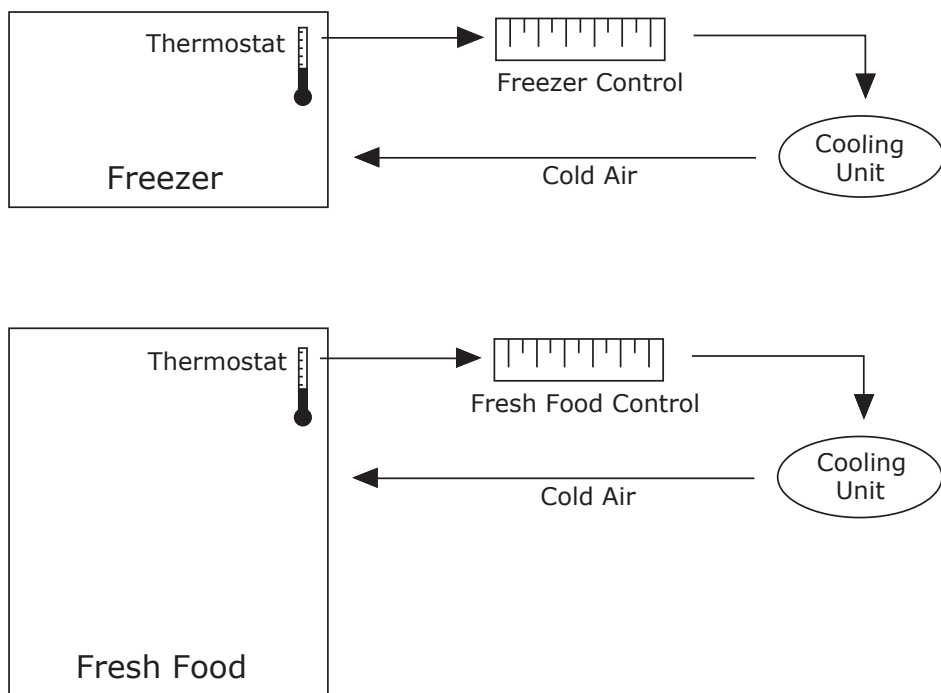 Thermostat
Freezer Control
Cooling
Unit
Cold Air
Freezer
Thermostat
Fresh Food Control
Cooling
Unit
Cold Air
Fresh Food